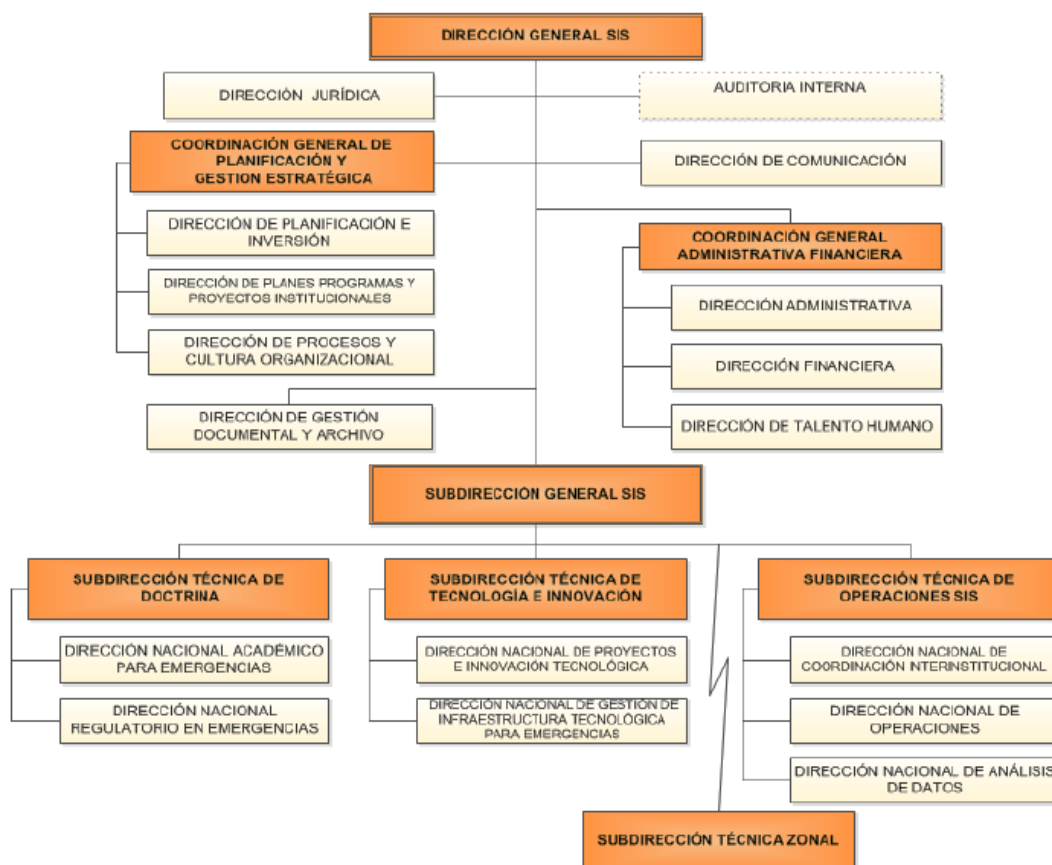 DIRECCIÓN GENERAL SIS
DIRECCIÓN JURÍDICA
AUDITORIA INTERNA
COORDINACIÓN GENERAL DE
PLANIFICACIÓN Y
GESTION ESTRATÉGICA
DIRECCIÓN DE COMUNICACIÓN
DIRECCIÓN DE PLANIFICACIÓN E
INVERSIÓN
DIRECCIÓN DE PLANES PROGRAMAS Y
PROYECTOS INSTITUCIONALES
DIRECCIÓN DE PROCESOS Y
CULTURA ORGANIZACIONAL
COORDINACIÓN GENERAL
ADMINISTRATIVA FINANCIERA
DIRECCIÓN ADMINISTRATIVA
DIRECCIÓN FINANCIERA
DIRECCIÓN DE TALENTO HUMANO
DIRECCIÓN DE GESTIÓN
DOCUMENTAL Y ARCHIVO
SUBDIRECCIÓN GENERAL SIS
SUBDIRECCIÓN TÉCNICA DE
DOCTRINA
DIRECCIÓN NACIONAL ACADÉMICO
PARA EMERGENCIAS
DIRECCIÓN NACIONAL
REGULATORIO EN EMERGENCIAS
SUBDIRECCIÓN TÉCNICA DE
TECNOLOGÍA E INNOVACIÓN
DIRECCIÓN NACIONAL DE PROYECTOS
E INNOVACIÓN TECNOLÓGICA
DIRECCIÓN NACIONAL DE GESTIÓN DE
INFRAESTRUCTURA TECNOLÓGICA
PARA EMERGENCIAS
SUBDIRECCIÓN TÉCNICA DE
OPERACIONES SIS
DIRECCIÓN NACIONAL DE
COORDINACIÓN INTERINSTITUCIONAL
DIRECCIÓN NACIONAL DE
OPERACIONES
DIRECCIÓN NACIONAL DE ANÁLISIS
DE DATOS
SUBDIRECCIÓN TÉCNICA ZONAL